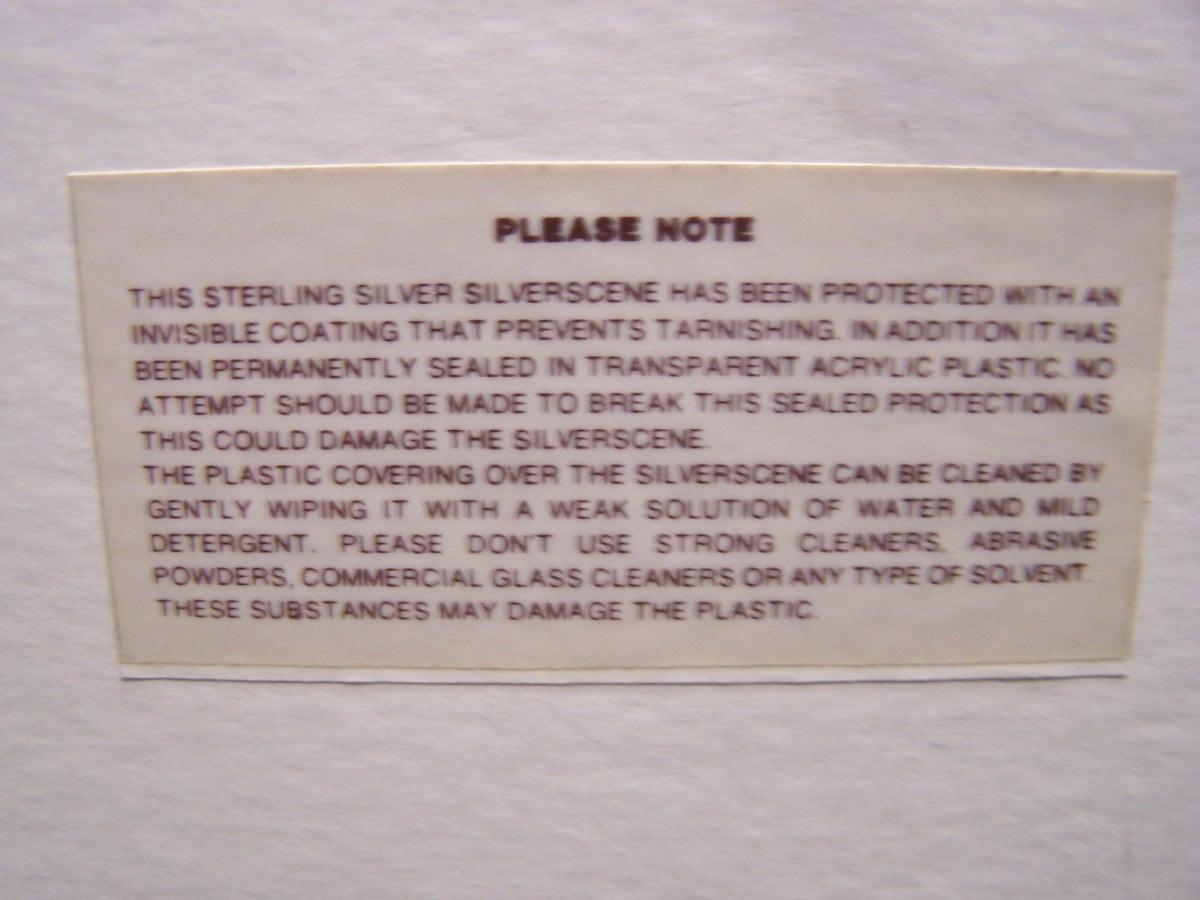 PLEASE NOTE
THIS STERLING SILVER SILVERSCENE HAS BEEN PROTECTED WITH AN
INVISIBLE COATING THAT PREVENTS TARNISHING. IN ADDITION IT HAS
BEEN PERMANENTLY SEALED IN TRANSPARENT ACRYLIC PLASTIC. NO
ATTEMPT SHOULD BE MADE TO BREAK THIS SEALED PROTECTION AS
THIS COULD DAMAGE THE SILVERSCENE.
THE PLASTIC COVERING OVER THE SILVERSCENE CAN BE CLEANED BY
GENTLY WIPING IT WITH A WEAK SOLUTION OF WATER AND MILD
DETERGENT. PLEASE DON'T USE STRONG CLEANERS, ABRASIVE
POWDERS, COMMERCIAL GLASS CLEANERS OR ANY TYPE OF SOLVENT.
THESE SUBSTANCES MAY DAMAGE THE PLASTIC.